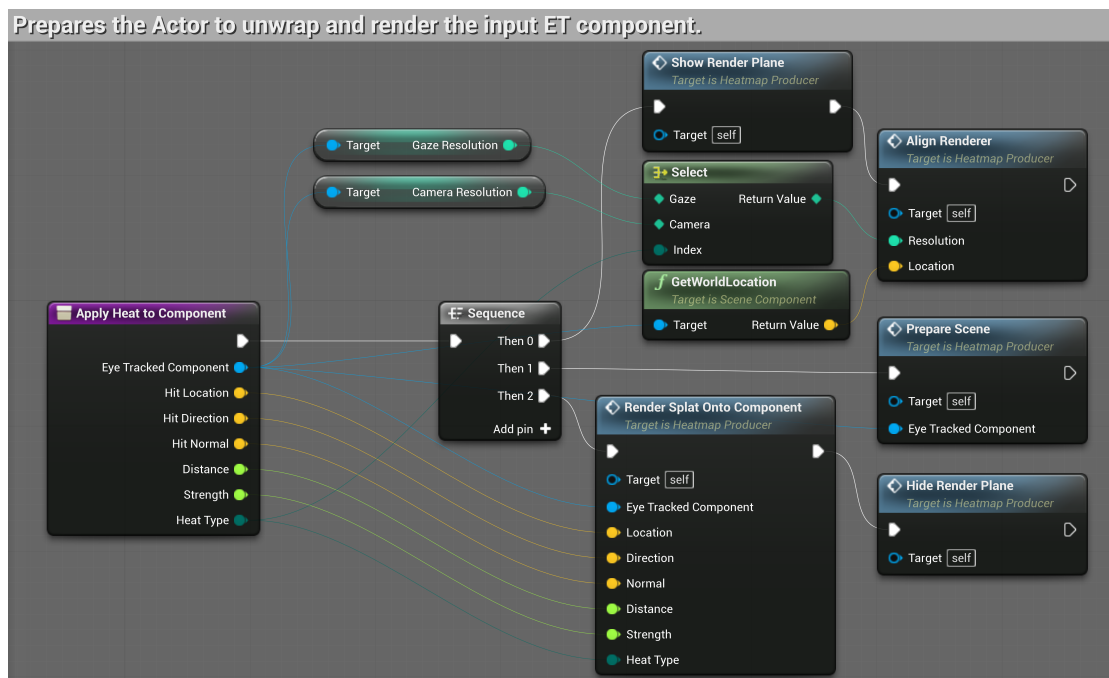 Prepares the Actor to unwrap and render the input ET component.
Show Render Plane
Target is Heatmap Producer
Target self
Target Gaze Resolution
Target Camera Resolution
Select
Gaze Return Value
Camera
Index
Align Renderer
Target is Heatmap Producer
Target self
Resolution
Location
GetWorldLocation
Target is Scene Component
Target Return Value
Apply Heat to Component
Eye Tracked Component
Hit Location
Hit Direction
Hit Normal
Distance
Strength
Heat Type
Sequence
Then 0
Then 1
Then 2
Add pin
Prepare Scene
Target is Heatmap Producer
Target self
Eye Tracked Component
Render Splat Onto Component
Target is Heatmap Producer
Target self
Eye Tracked Component
Location
Direction
Normal
Distance
Strength
Heat Type
Hide Render Plane
Target is Heatmap Producer
Target self